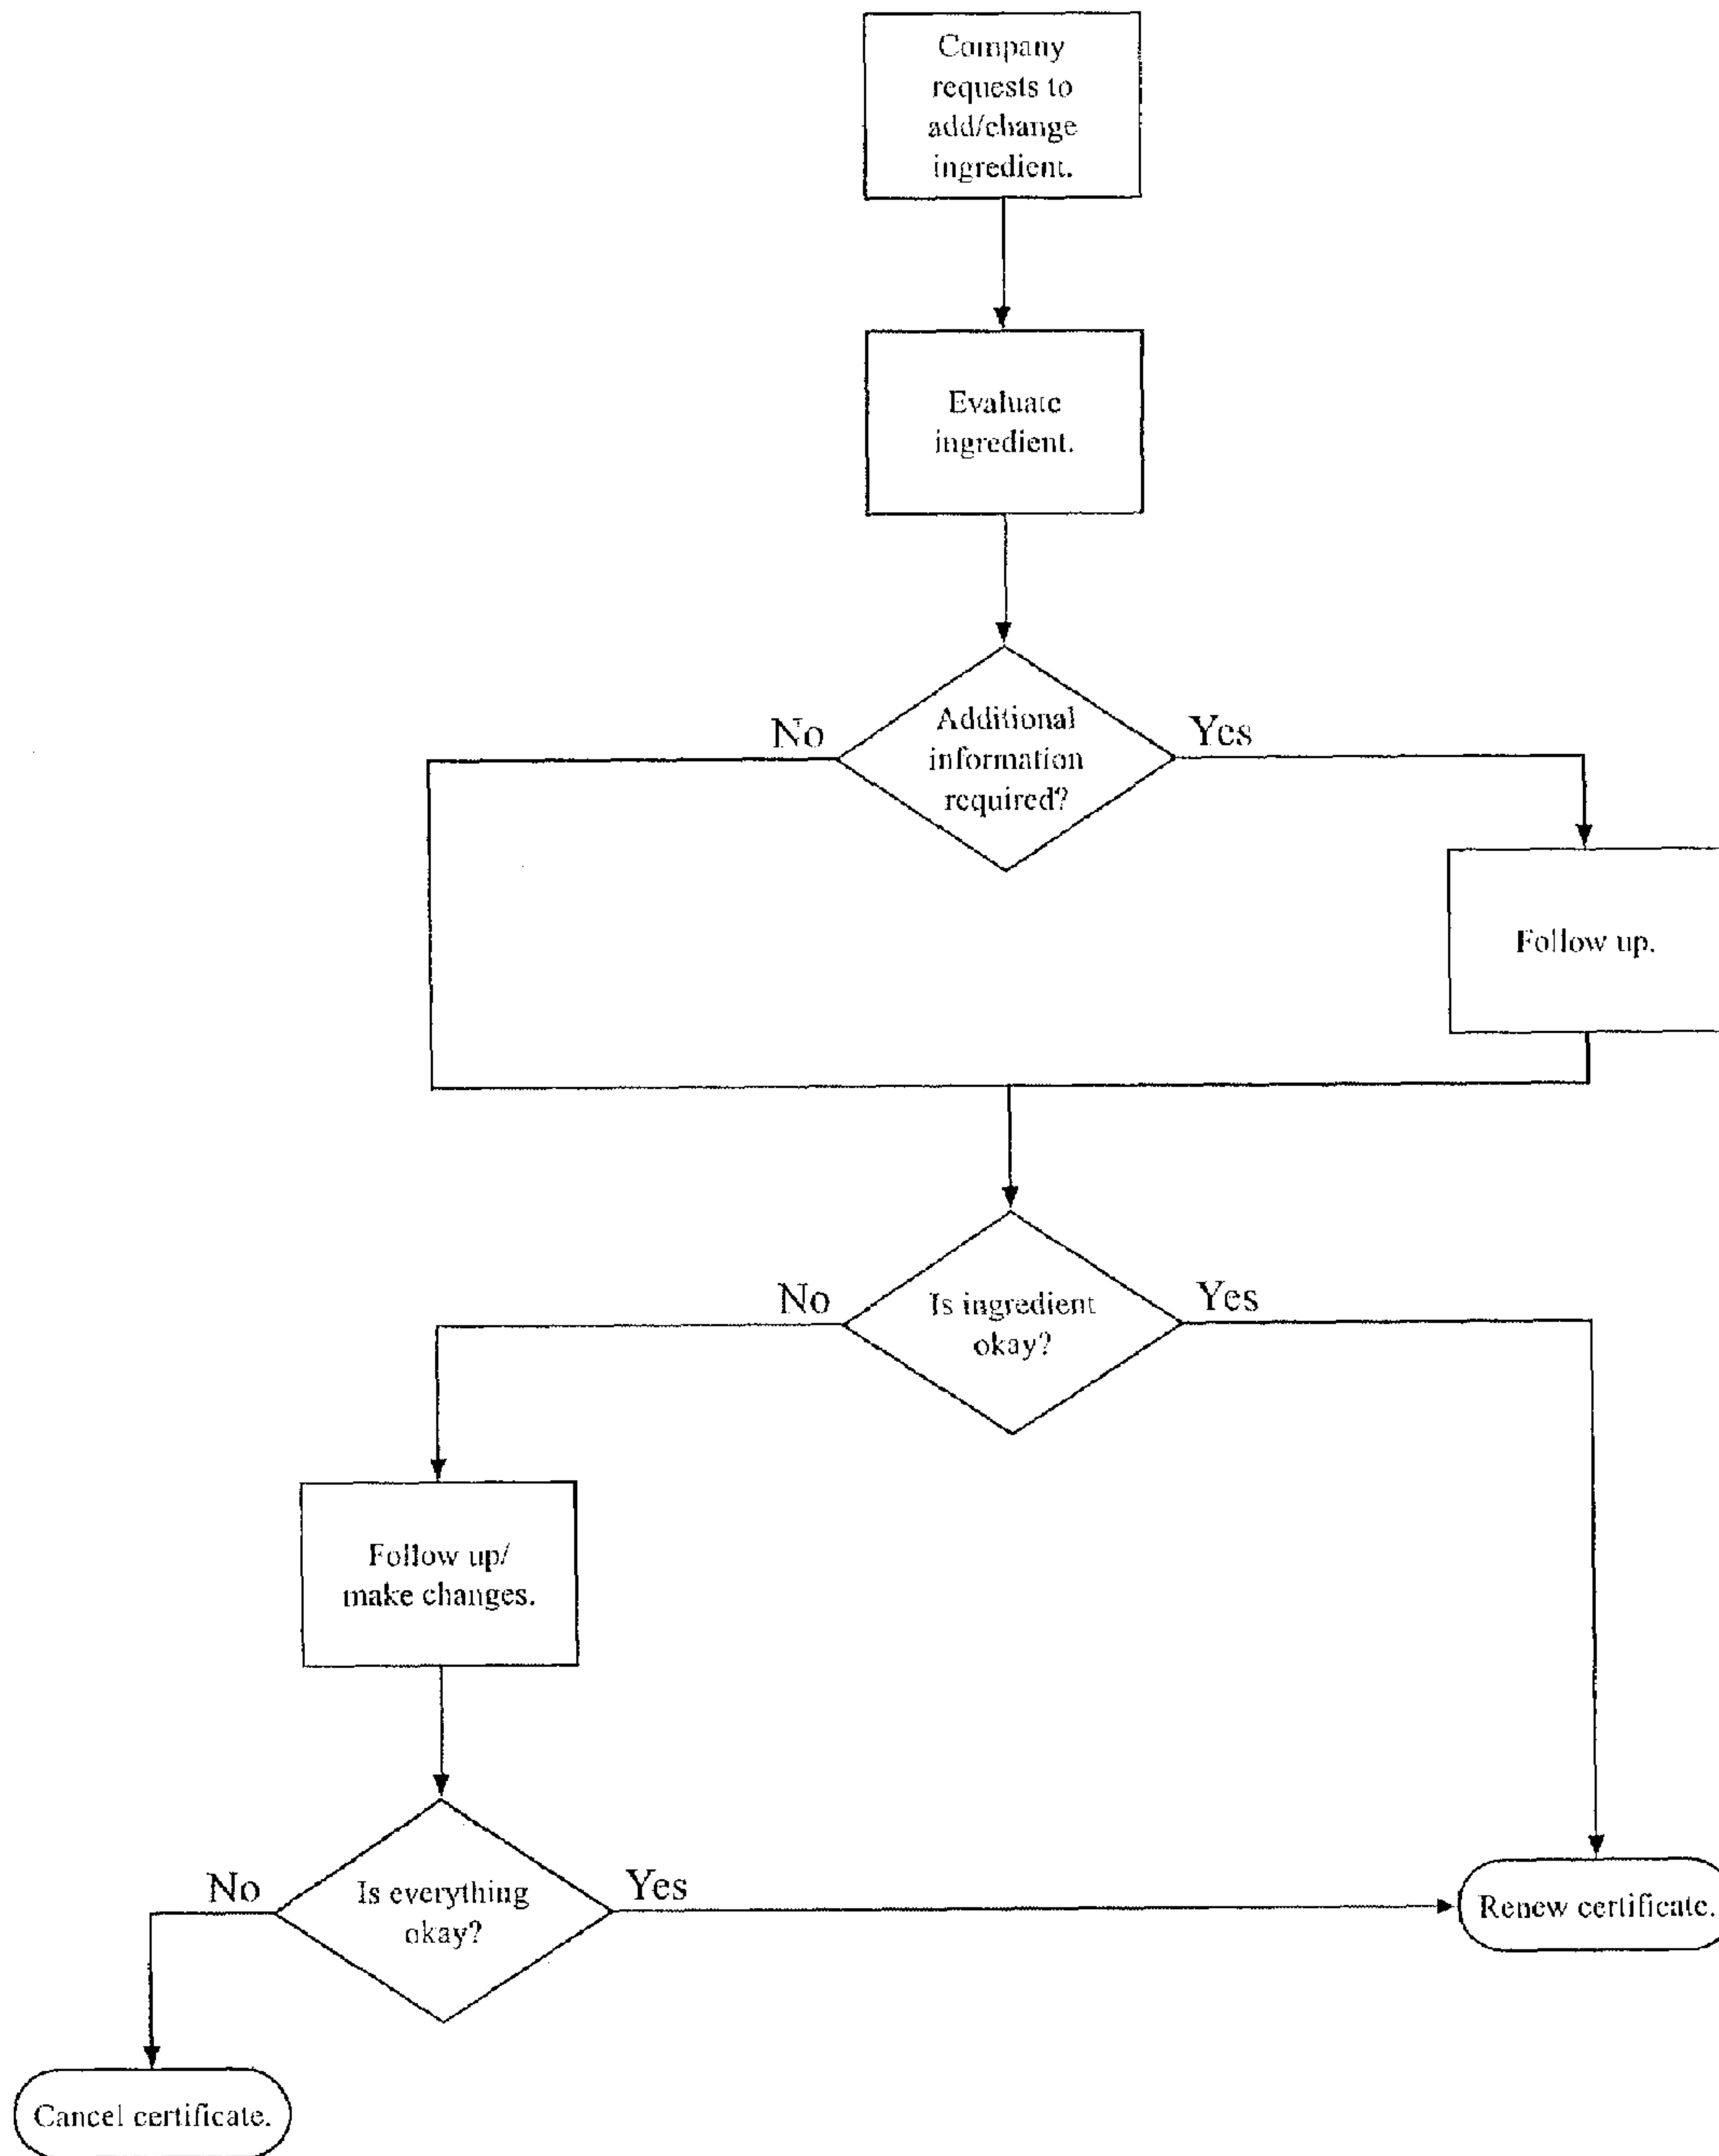 Company
requests to
add/change
ingredient.
Evaluate
ingredient.
Additional
information
required?
No
Yes
Follow up.
Is ingredient
okay?
No
Yes
Follow up/
make changes.
Is everything
okay?
No
Yes
Renew certificate.
Cancel certificate.